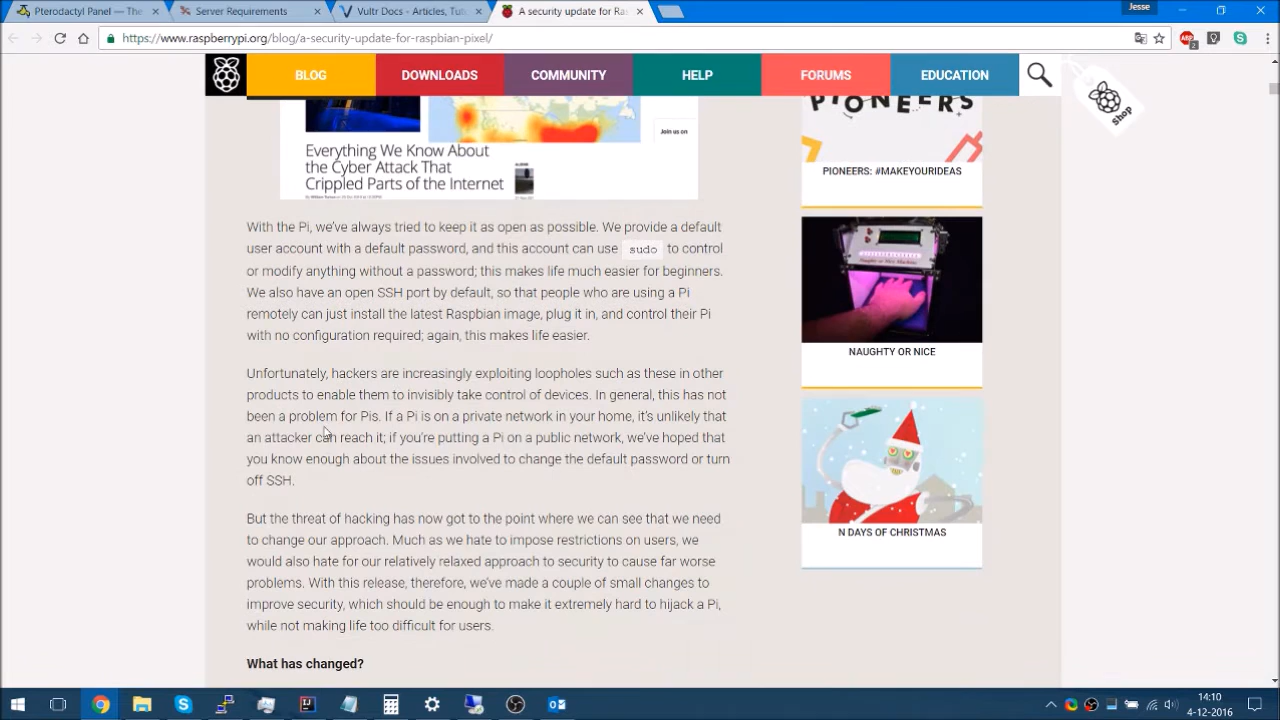 Jesse
Pterodactyl Panel — The
Server Requirements
Vultr Docs - Articles, Tut
A security update for Ras
https://www.raspberrypi.org/blog/a-security-update-for-raspbian-pixel/
2
BLOG
DOWNLOADS
COMMUNITY
HELP
FORUMS
EDUCATION
Shop
Join us on
Everything We Know About
the Cyber Attack That
Crippled Parts of the Internet
With the Pi, we've always tried to keep it as open as possible. We provide a default
user account with a default password, and this account can use sudo to control
or modify anything without a password; this makes life much easier for beginners.
We also have an open SSH port by default, so that people who are using a Pi
remotely can just install the latest Raspbian image, plug it in, and control their Pi
with no configuration required; again, this makes life easier.
Unfortunately, hackers are increasingly exploiting loopholes such as these in other
products to enable them to invisibly take control of devices. In general, this has not
been a problem for Pis. If a Pi is on a private network in your home, it's unlikely that
an attacker can reach it; if you're putting a Pi on a public network, we've hoped that
you know enough about the issues involved to change the default password or turn
off SSH.
But the threat of hacking has now got to the point where we can see that we need
to change our approach. Much as we hate to impose restrictions on users, we
would also hate for our relatively relaxed approach to security to cause far worse
problems. With this release, therefore, we've made a couple of small changes to
improve security, which should be enough to make it extremely hard to hijack a Pi,
while not making life too difficult for users.
What has changed?
PIONEERS
PIONEERS: #MAKEYOURIDEAS
NAUGHTY OR NICE
N DAYS OF CHRISTMAS
14:10
4-12-2016